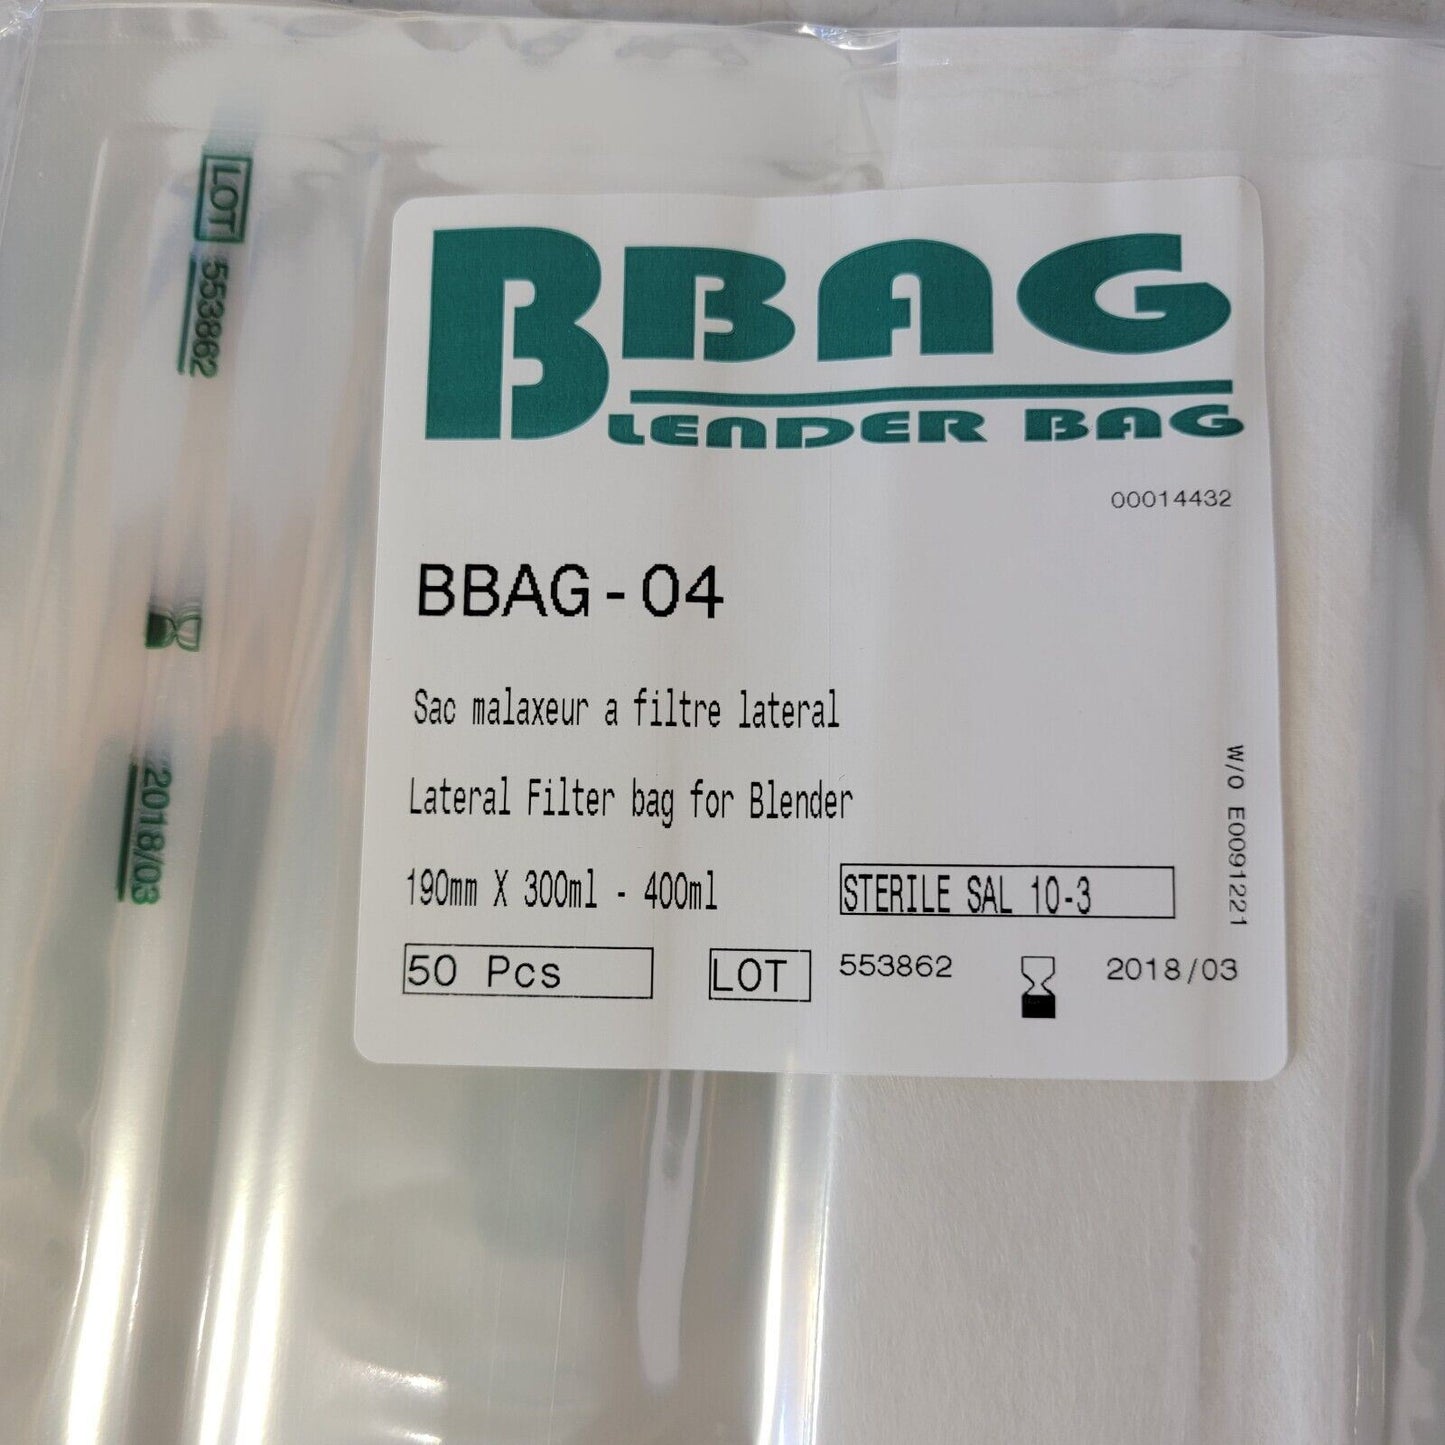 BBAG
BLENDER BAG
00014432
BBAG-04
Sac malaxeur a filtre lateral
Lateral Filter bag for Blender
190mm X 300ml - 400ml
STERILE SAL 10-3
50 Pcs
LOT 553862 2018/03
W/O E0091221
LOT 553862
2018/03